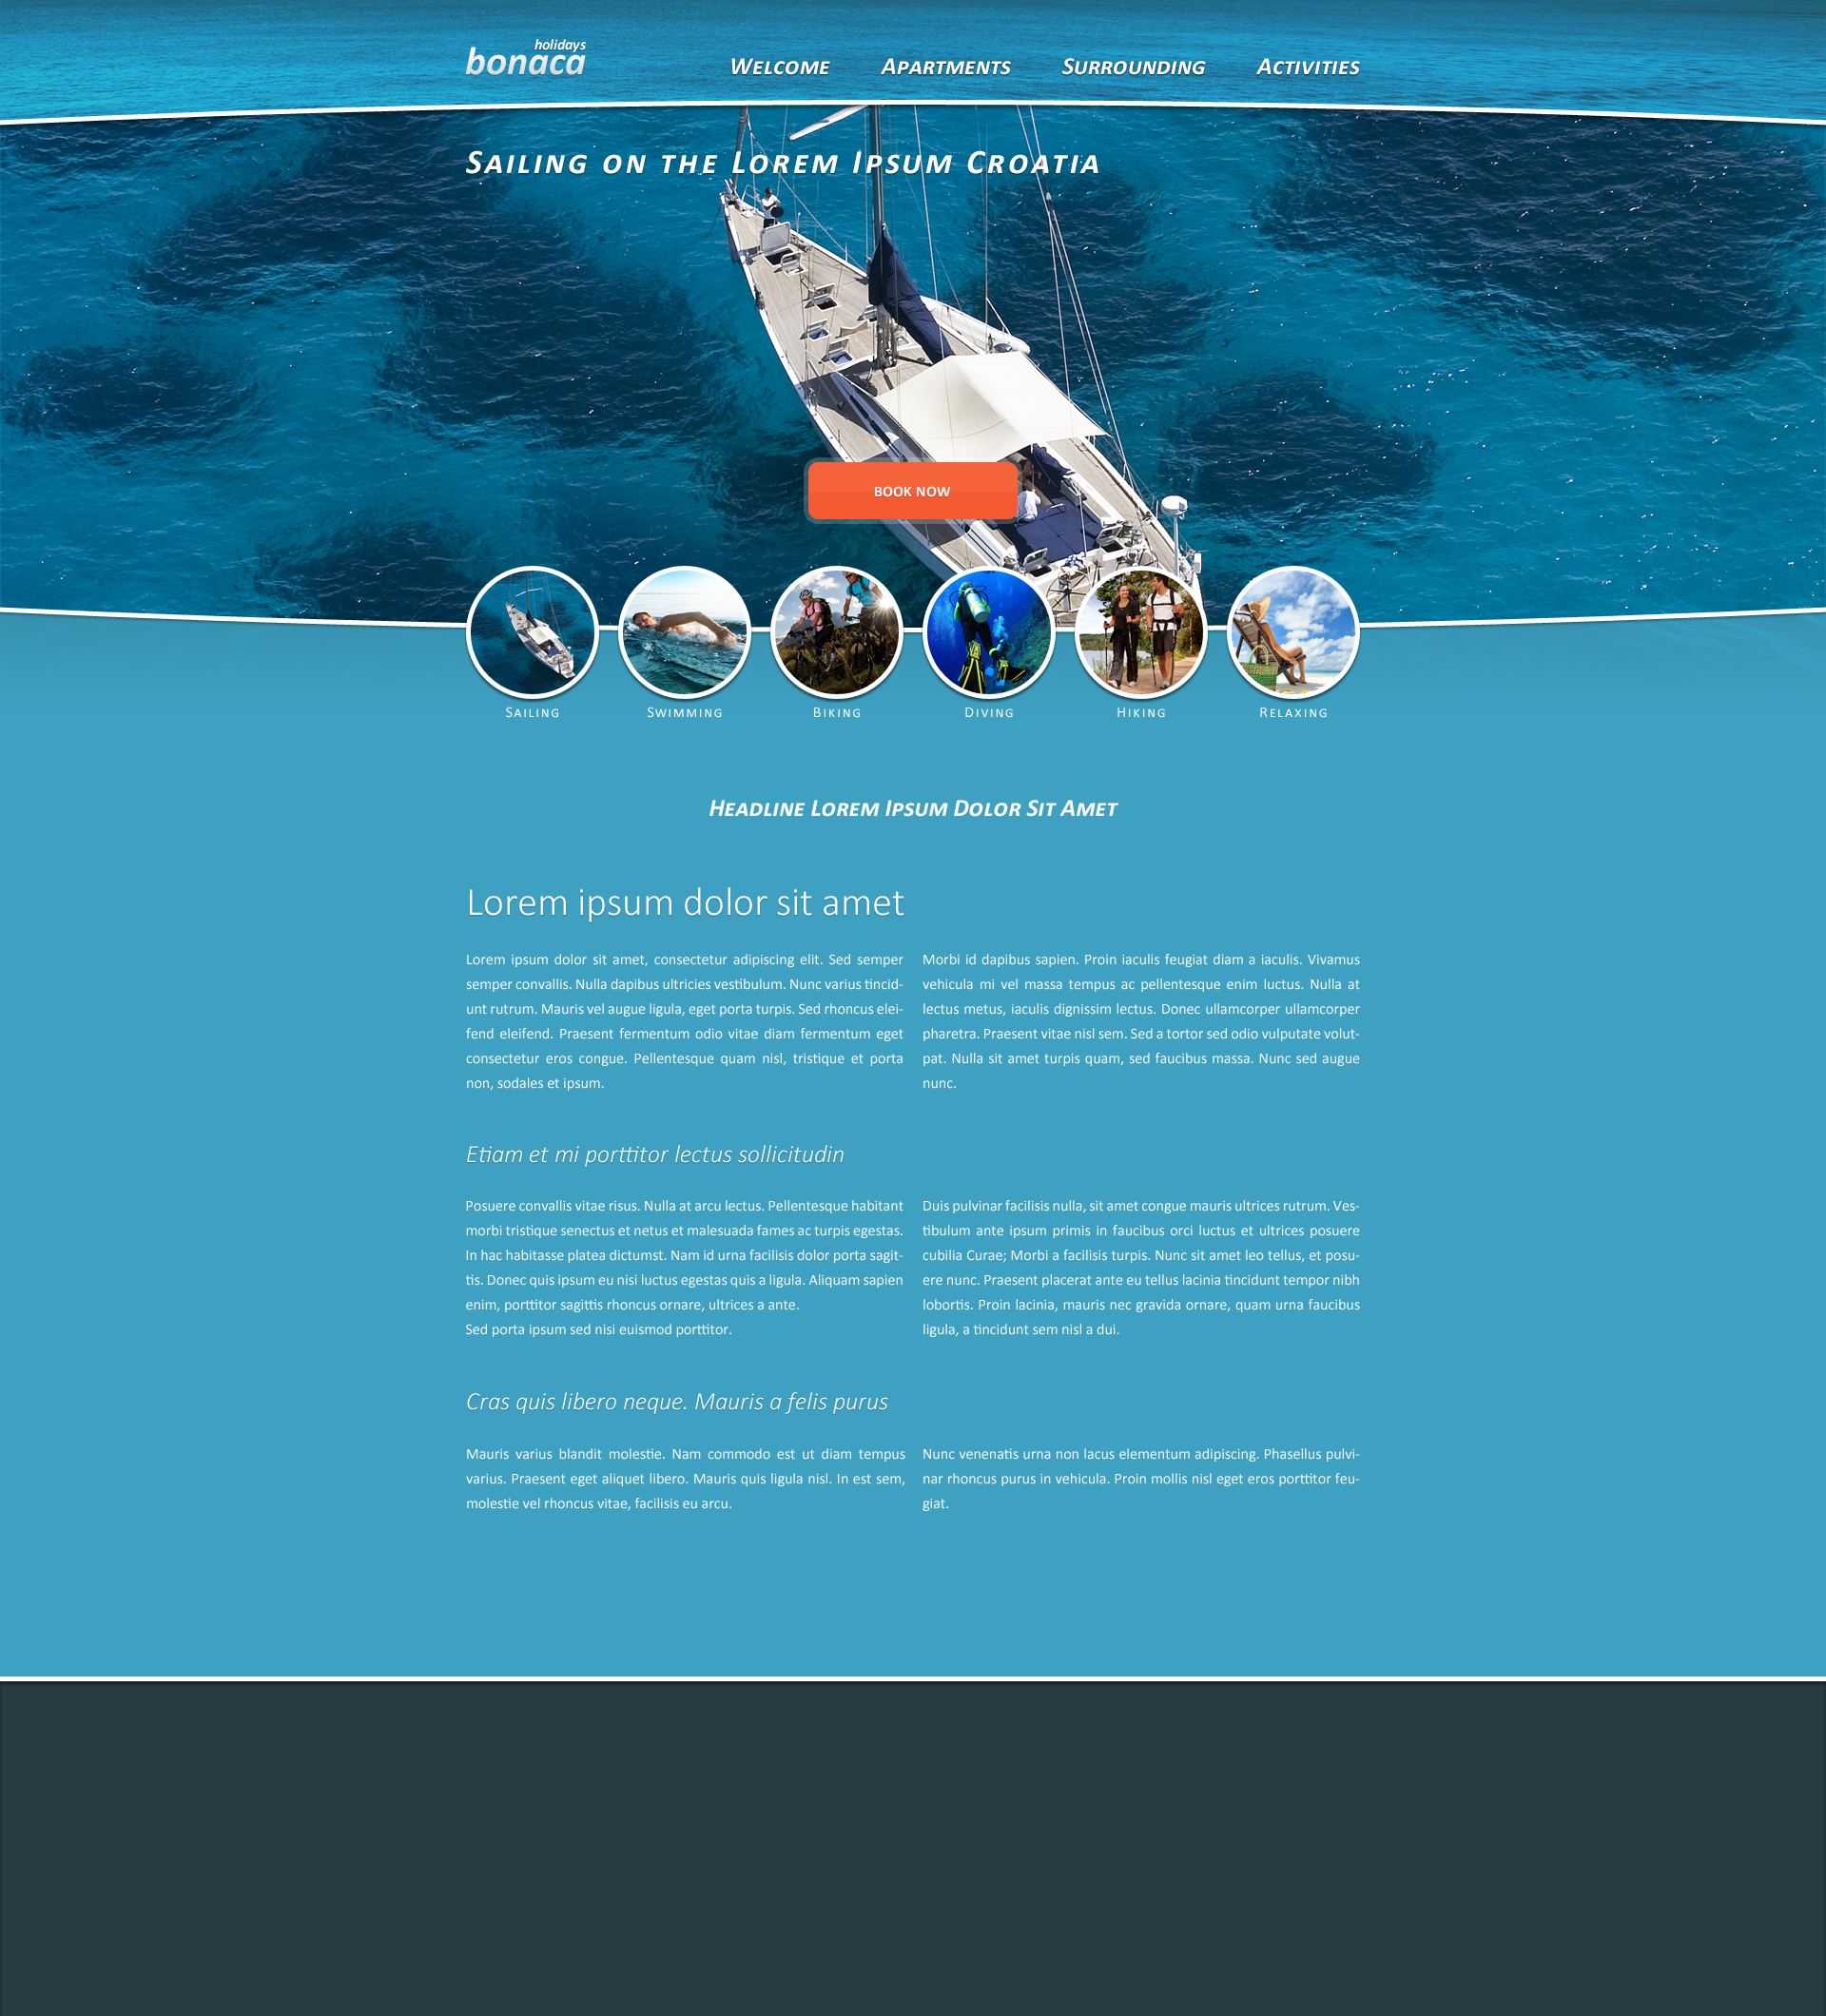 holidays
bonaca
Welcome Apartments Surrounding Activities
Sailing on the Lorem Ipsum Croatia
BOOK NOW
Sailing Swimming Biking Diving Hiking Relaxing
Headline Lorem Ipsum Dolor Sit Amet
Lorem ipsum dolor sit amet
Lorem ipsum dolor sit amet, consectetur adipiscing elit. Sed semper
semper convallis. Nulla dapibus ultricies vestibulum. Nunc varius tincid-
unt rutrum. Mauris vel augue ligula, eget porta turpis. Sed rhoncus elei-
fend eleifend. Praesent fermentum odio vitae diam fermentum eget
consectetur eros congue. Pellentesque quam nisl, tristique et porta
non, sodales et ipsum.
Morbi id dapibus sapien. Proin iaculis feugiat diam a iaculis. Vivamus
vehicula mi vel massa tempus ac pellentesque enim luctus. Nulla at
lectus metus, iaculis dignissim lectus. Donec ullamcorper ullamcorper
pharetra. Praesent vitae nisl sem. Sed a tortor sed odio vulputate volut-
pat. Nulla sit amet turpis quam, sed faucibus massa. Nunc sed augue
nunc.
Etiam et mi porttitor lectus sollicitudin
Posuere convallis vitae risus. Nulla at arcu lectus. Pellentesque habitant
morbi tristique senectus et netus et malesuada fames ac turpis egestas.
In hac habitasse platea dictumst. Nam id urna facilisis dolor porta sagit-
tis. Donec quis ipsum eu nisi luctus egestas quis a ligula. Aliquam sapien
enim, porttitor sagittis rhoncus ornare, ultrices a ante.
Sed porta ipsum sed nisi euismod porttitor.
Duis pulvinar facilisis nulla, sit amet congue mauris ultrices rutrum. Ves-
tibulum ante ipsum primis in faucibus orci luctus et ultrices posuere
cubilia Curae; Morbi a facilisis turpis. Nunc sit amet leo tellus, et posu-
ere nunc. Praesent placerat ante eu tellus lacinia tincidunt tempor nibh
lobortis. Proin lacinia, mauris nec gravida ornare, quam urna faucibus
ligula, a tincidunt sem nisl a dui.
Cras quis libero neque. Mauris a felis purus
Mauris varius blandit molestie. Nam commodo est ut diam tempus
varius. Praesent eget aliquet libero. Mauris quis ligula nisl. In est sem,
molestie vel rhoncus vitae, facilisis eu arcu.
Nunc venenatis urna non lacus elementum adipiscing. Phasellus pulvi-
nar rhoncus purus in vehicula. Proin mollis nisl eget eros porttitor feu-
giat.